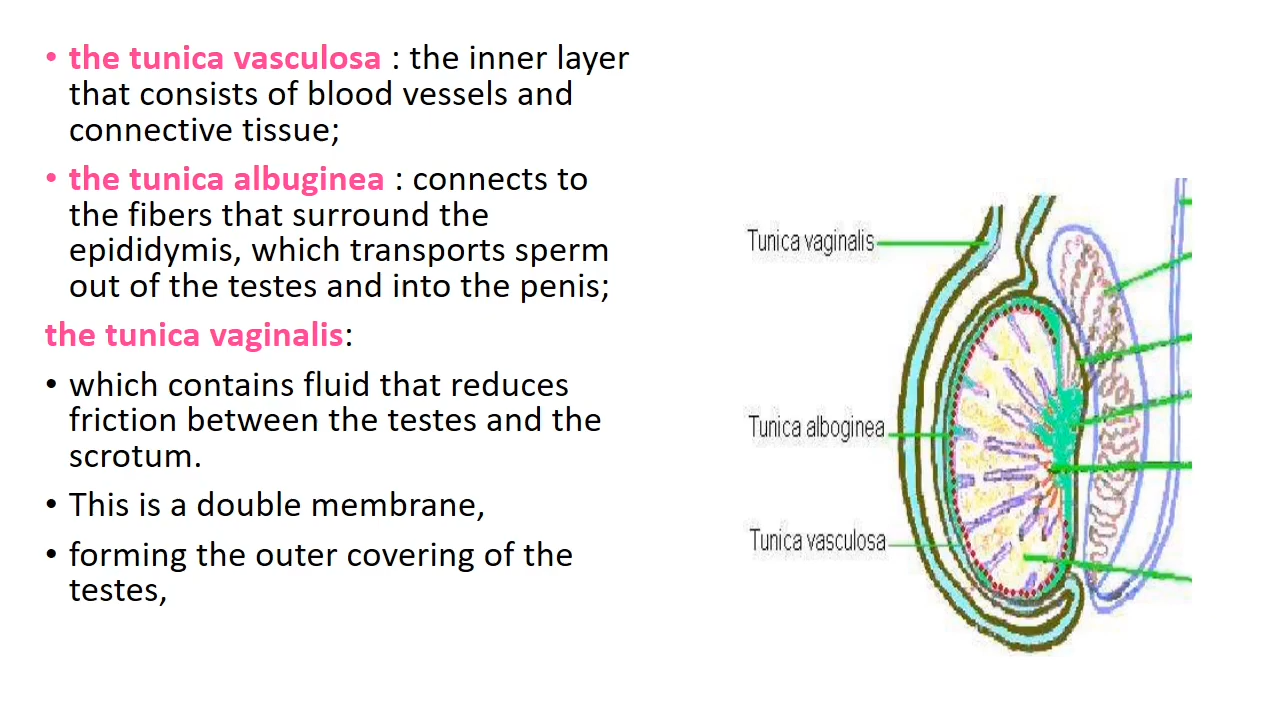 • the tunica vasculosa : the inner layer
that consists of blood vessels and
connective tissue;
• the tunica albuginea : connects to
the fibers that surround the
epididymis, which transports sperm
out of the testes and into the penis;
the tunica vaginalis:
• which contains fluid that reduces
friction between the testes and the
scrotum.
• This is a double membrane,
• forming the outer covering of the
testes,
Tunica vaginalis
Tunica alboginea
Tunica vasculosa